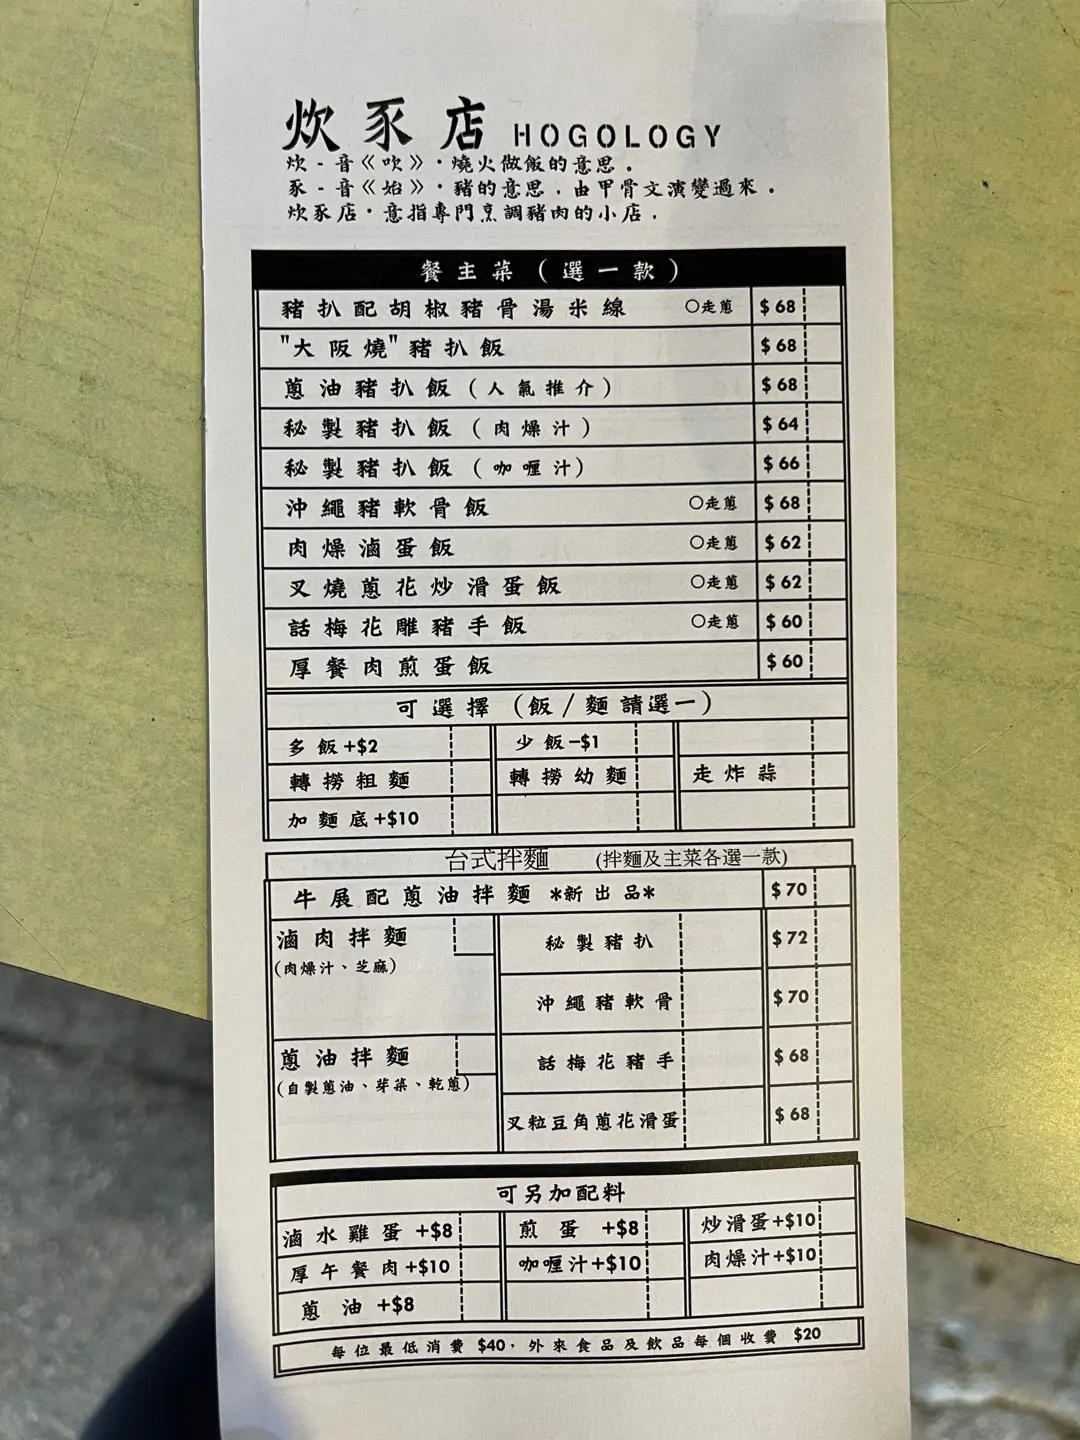 炊豕店 HOGOLOGY
炊 - 音《吹》，燒火做飯的意思。
豕 - 音《始》，豬的意思，由甲骨文演變過來。
炊豕店，意指專門烹調豬肉的小店，
餐主菜（選一款）
豬扒配胡椒豬骨湯米線 ○走蔥 $68
"大阪燒"豬扒飯 $68
蔥油豬扒飯（人氣推介） $68
秘製豬扒飯（肉燥汁） $64
秘製豬扒飯（咖喱汁） $66
沖繩豬軟骨飯 ○走蔥 $68
肉燥滷蛋飯 ○走蔥 $62
叉燒蔥花炒滑蛋飯 ○走蔥 $62
話梅花雕豬手飯 ○走蔥 $60
厚餐肉煎蛋飯 $60
可選擇（飯/麵請選一）
多飯+$2 少飯-$1
轉撈粗麵 轉撈幼麵 走炸蒜
加麵底+$10
台式拌麵 (拌麵及主菜各選一款)
牛展配蔥油拌麵 *新出品* $70
滷肉拌麵
(肉燥汁、芝麻)
秘製豬扒 $72
沖繩豬軟骨 $70
蔥油拌麵
(自製蔥油、芽菜、乾蔥)
話梅花豬手 $68
叉粒豆角蔥花滑蛋 $68
可另加配料
滷水雞蛋 +$8 煎蛋 +$8 炒滑蛋+$10
厚午餐肉+$10 咖喱汁+$10 肉燥汁+$10
蔥油 +$8
每位最低消費 $40，外來食品及飲品每個收費 $20